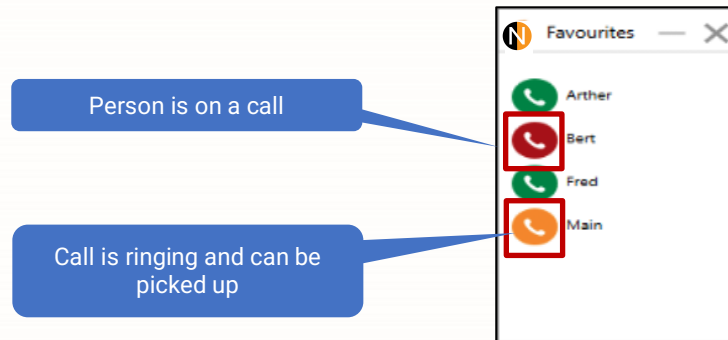 N Favourites
Arther
Person is on a call
Bert
Fred
Main
Call is ringing and can be
picked up